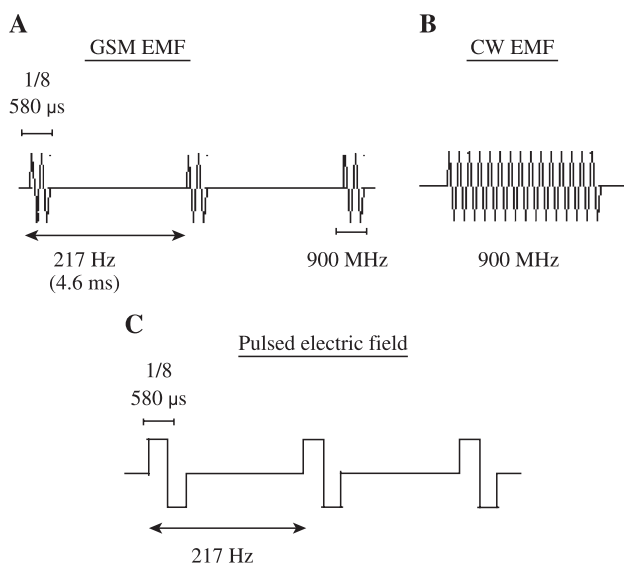 A
GSM EMF
1/8
580 µs
217 Hz
(4.6 ms)
900 MHz
B
CW EMF
900 MHz
C
Pulsed electric field
1/8
580 µs
217 Hz